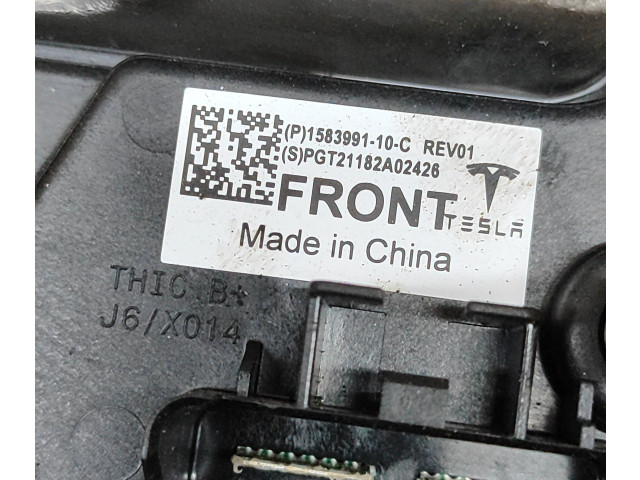 (P)1583991-10-C REV01
(S)PGT21182A02426
FRONT
TESLA
Made in China
THIC B+
J6/X014